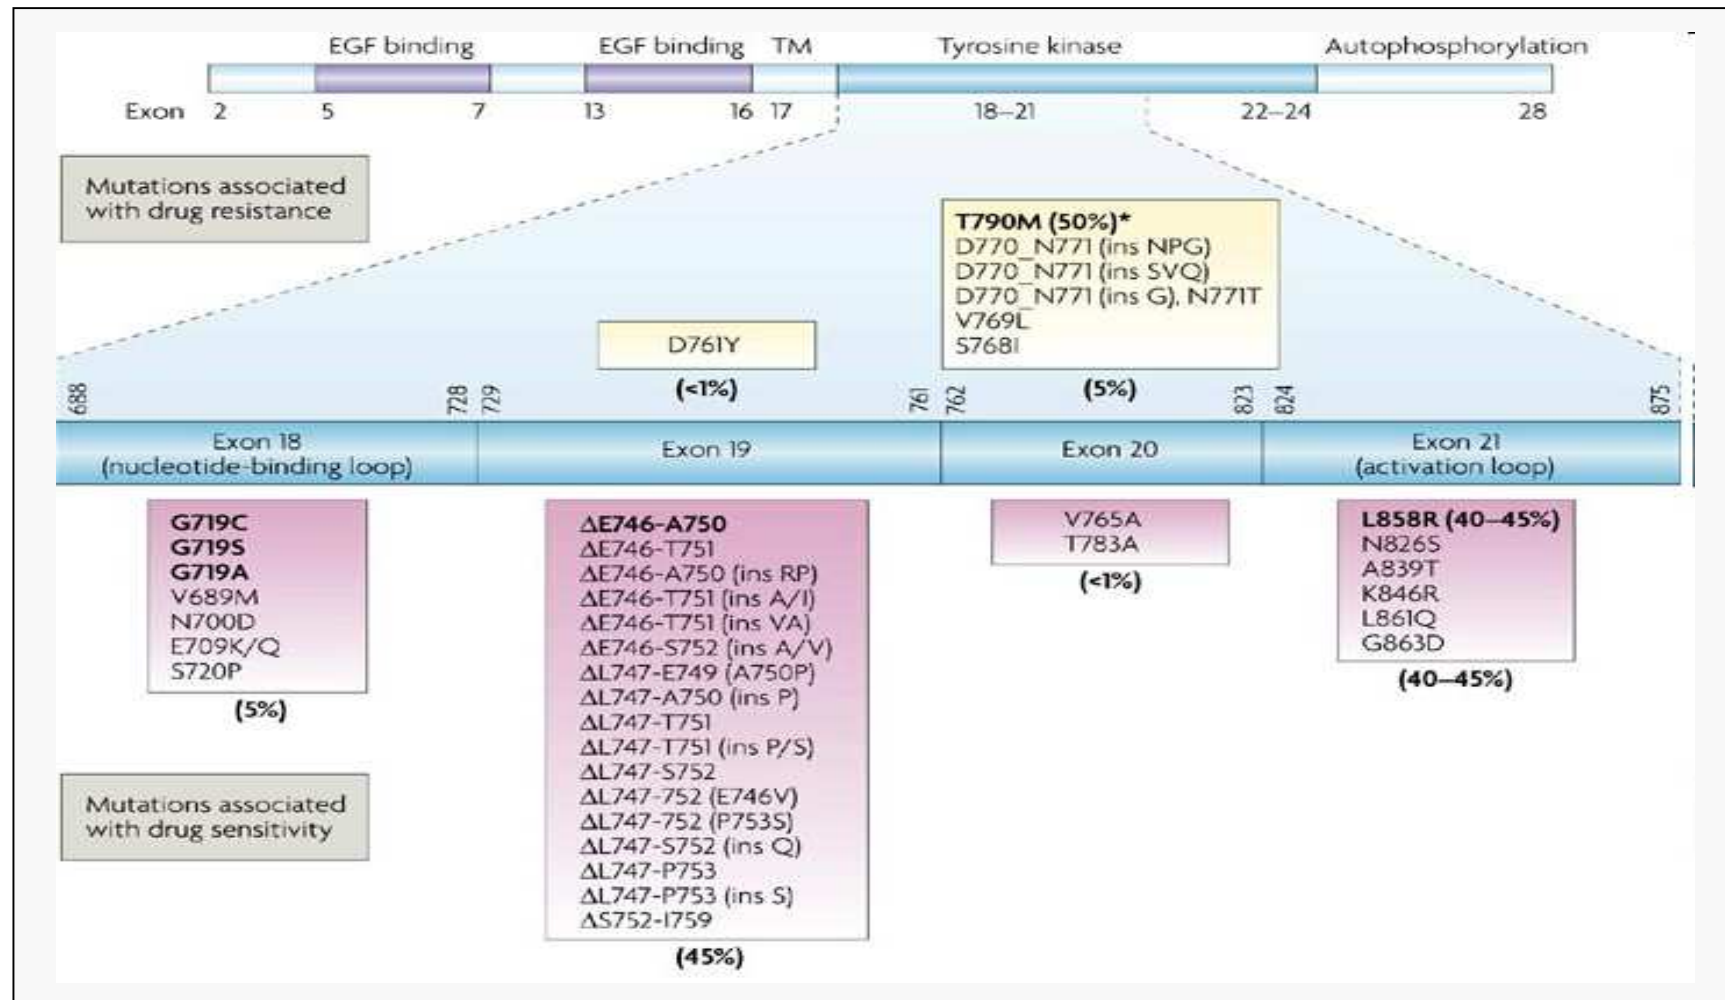 EGF binding EGF binding TM Tyrosine kinase Autophosphorylation
Exon 2 5 7 13 16 17 18–21 22–24 28
Mutations associated
with drug resistance
T790M (50%)*
D770_N771 (ins NPG)
D770_N771 (ins SVQ)
D770_N771 (ins G), N771T
V769L
S768I
D761Y
(<1%)
(5%)
688 728 729 761 762 823 824 875
Exon 18
(nucleotide-binding loop)
Exon 19
Exon 20
Exon 21
(activation loop)
G719C
G719S
G719A
V689M
N700D
E709K/Q
S720P
(5%)
ΔE746-A750
ΔE746-T751
ΔE746-A750 (ins RP)
ΔE746-T751 (ins A/I)
ΔE746-T751 (ins VA)
ΔE746-S752 (ins A/V)
ΔL747-E749 (A750P)
ΔL747-A750 (ins P)
ΔL747-T751
ΔL747-T751 (ins P/S)
ΔL747-S752
ΔL747-752 (E746V)
ΔL747-752 (P753S)
ΔL747-S752 (ins Q)
ΔL747-P753
ΔL747-P753 (ins S)
ΔS752-I759
(45%)
V765A
T783A
(<1%)
L858R (40–45%)
N826S
A839T
K846R
L861Q
G863D
(40–45%)
Mutations associated
with drug sensitivity